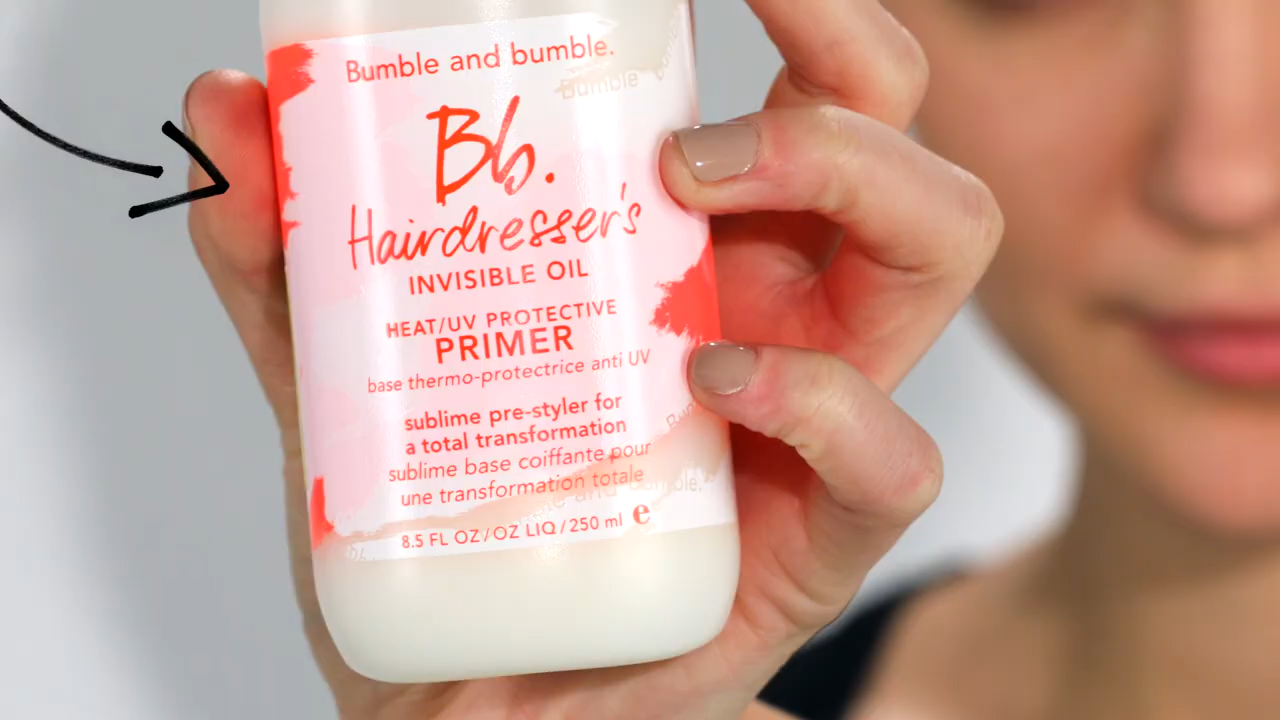 Bumble and bumble.
Bumble
Bb.
Hairdresser's
INVISIBLE OIL
HEAT/UV PROTECTIVE
PRIMER
base thermo-protectrice anti UV
sublime pre-styler for
a total transformation
sublime base coiffante pour
une transformation totale
8.5 FL OZ/OZ LIQ/250 ml e